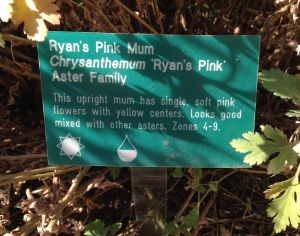 Ryan's Pink Mum
Chrysanthemum 'Ryan's Pink'
Aster Family
This upright mum has single, soft pink
flowers with yellow centers. Looks good
mixed with other asters. Zones 4-9.